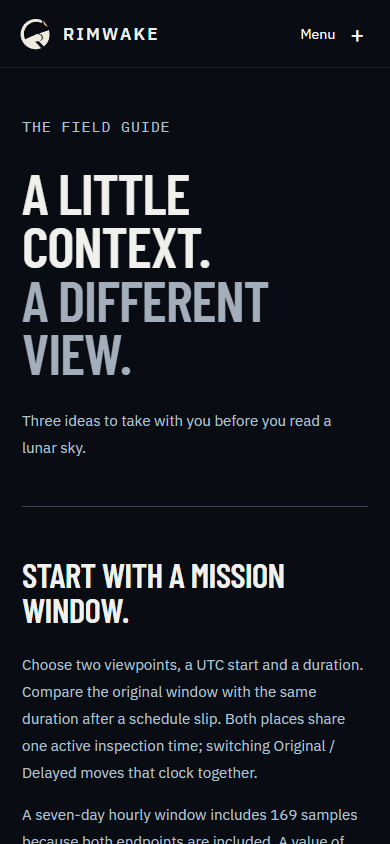 RIMWAKE
Menu +
THE FIELD GUIDE
A LITTLE
CONTEXT.
A DIFFERENT
VIEW.
Three ideas to take with you before you read a
lunar sky.
START WITH A MISSION
WINDOW.
Choose two viewpoints, a UTC start and a duration.
Compare the original window with the same
duration after a schedule slip. Both places share
one active inspection time; switching Original /
Delayed moves that clock together.
A seven-day hourly window includes 169 samples
because both endpoints are included. A value of